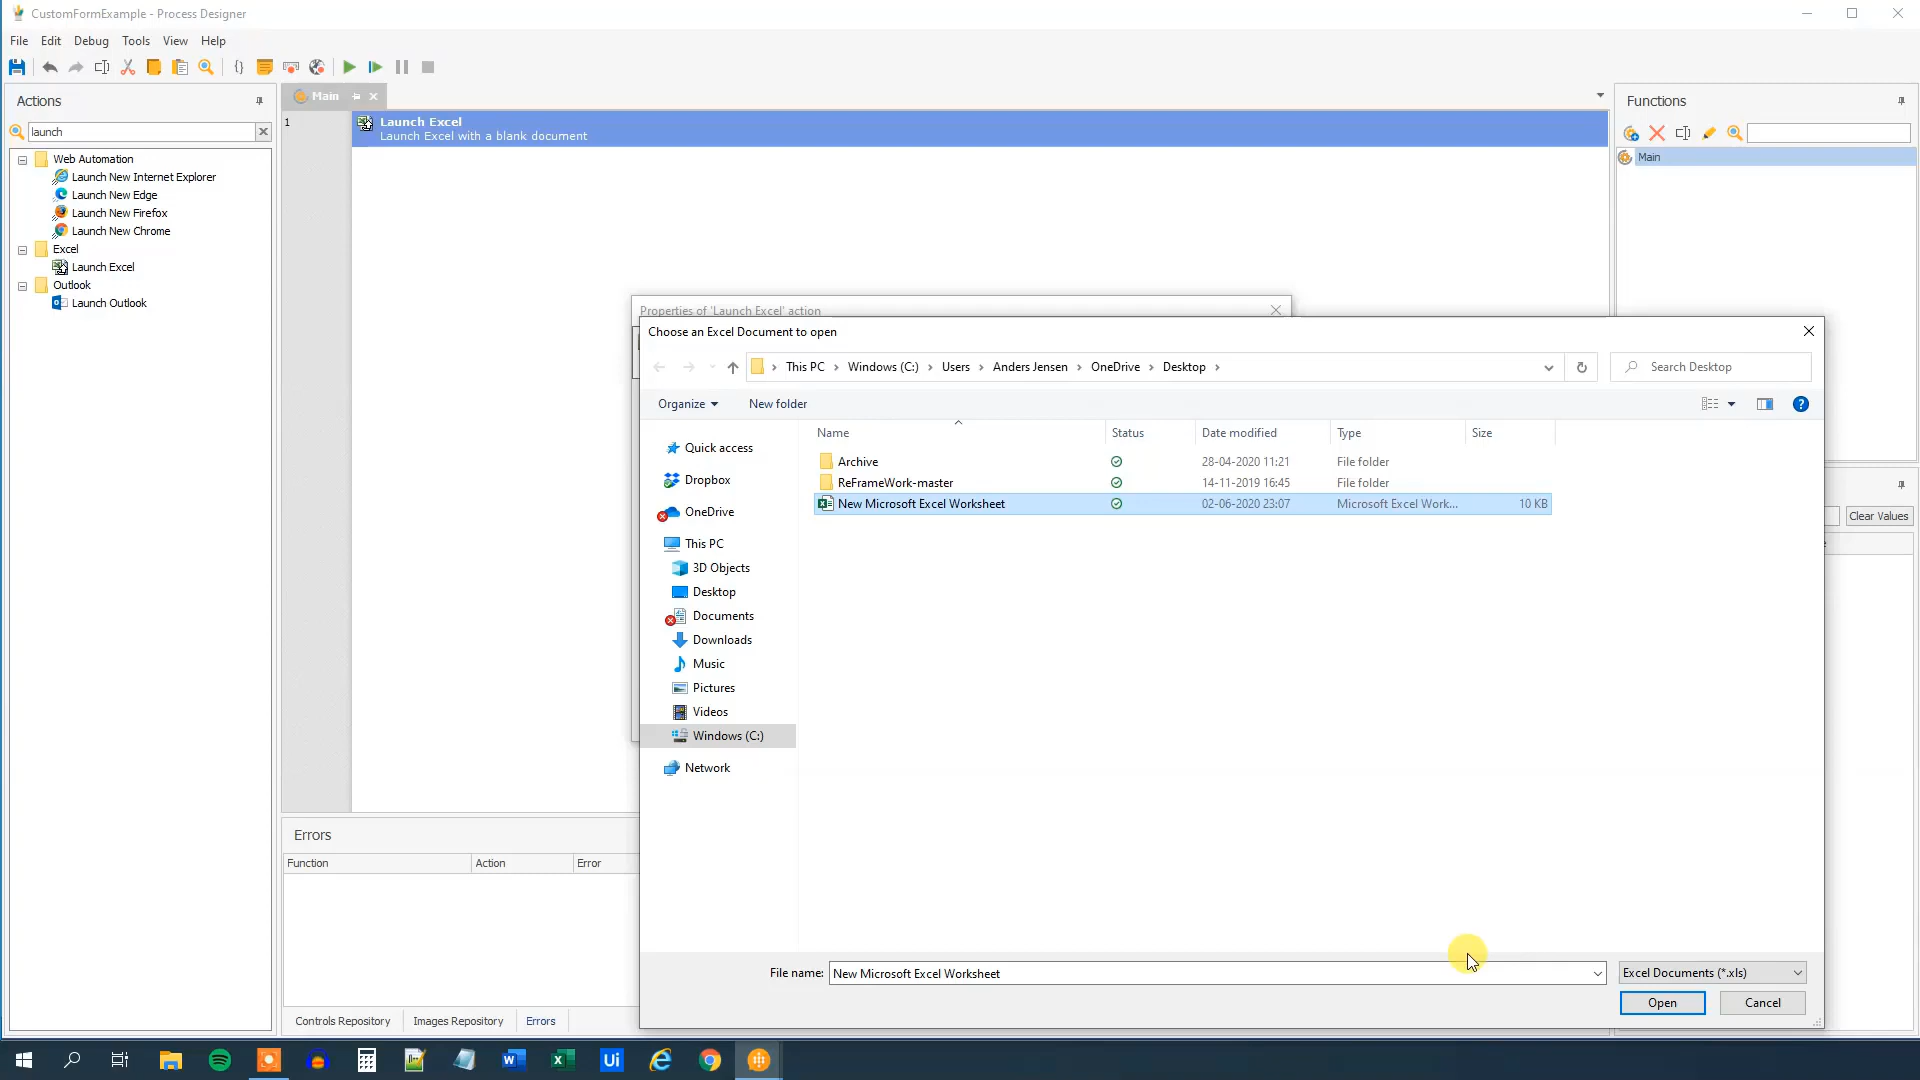 CustomFormExample - Process Designer
File Edit Debug Tools View Help
Actions
launch
Web Automation
Launch New Internet Explorer
Launch New Edge
Launch New Firefox
Launch New Chrome
Excel
Launch Excel
Outlook
Launch Outlook
Main
1
Launch Excel
Launch Excel with a blank document
Functions
Main
Clear Values
Properties of 'Launch Excel' action
Choose an Excel Document to open
This PC Windows (C:) Users Anders Jensen OneDrive Desktop
Search Desktop
Organize New folder
Quick access
Dropbox
OneDrive
This PC
3D Objects
Desktop
Documents
Downloads
Music
Pictures
Videos
Windows (C:)
Network
Name Status Date modified Type Size
Archive 28-04-2020 11:21 File folder
ReFrameWork-master 14-11-2019 16:45 File folder
New Microsoft Excel Worksheet 02-06-2020 23:07 Microsoft Excel Work... 10 KB
File name: New Microsoft Excel Worksheet Excel Documents (*.xls)
Open Cancel
Errors
Function Action Error
Controls Repository Images Repository Errors
Ui